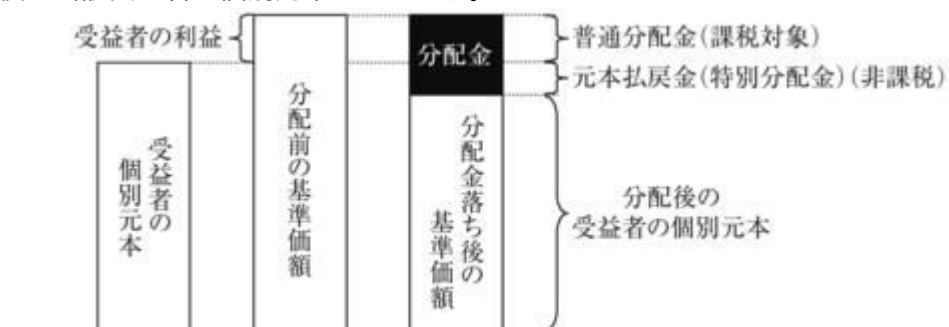 受益者の利益
分配金
普通分配金(課税対象)
元本払戻金(特別分配金)(非課税)
受益者の
個別元本
分配前の基準価額
分配金落ち後の
基準価額
分配後の
受益者の個別元本